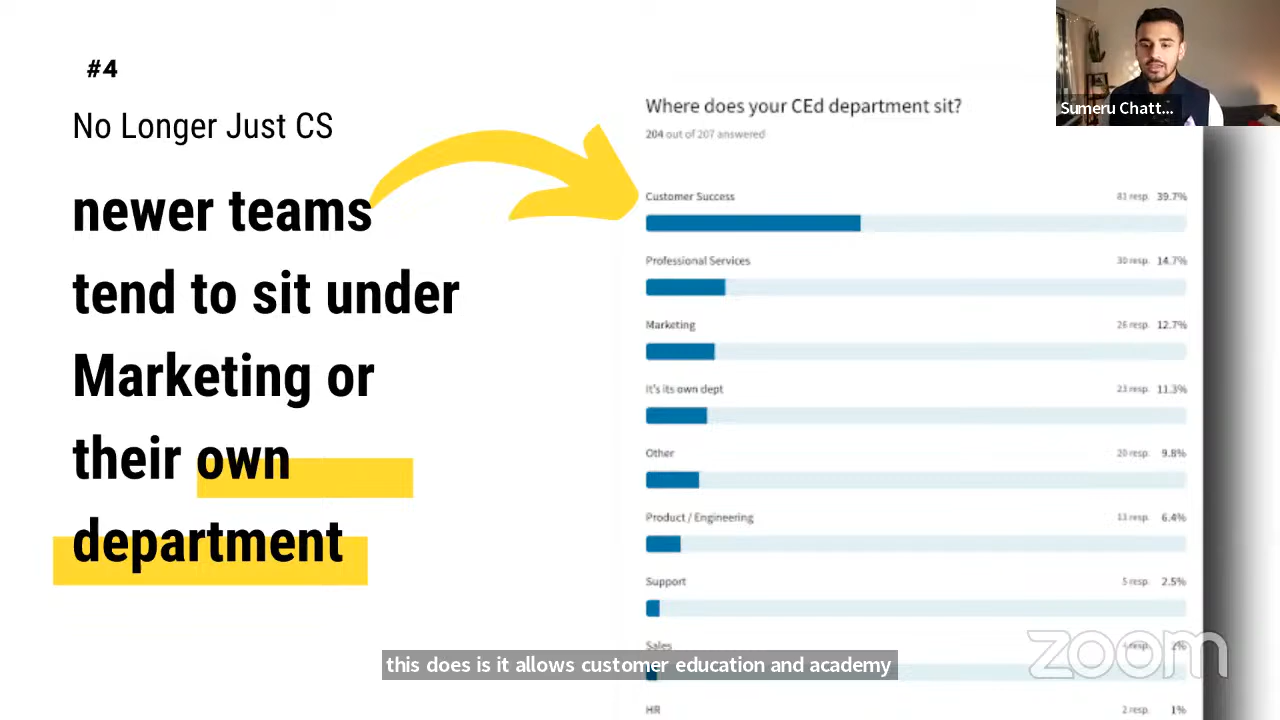 #4
No Longer Just CS
newer teams
tend to sit under
Marketing or
their own
department
Where does your CEd department sit?
204 out of 207 answered
Customer Success 81 resp. 39.7%
Professional Services 30 resp. 14.7%
Marketing 26 resp. 12.7%
It's its own dept 23 resp. 11.3%
Other 20 resp. 9.8%
Product / Engineering 13 resp. 6.4%
Support 5 resp. 2.5%
Sales 4 resp. 2%
HR 2 resp. 1%
Sumeru Chatt...
this does is it allows customer education and academy
zoom